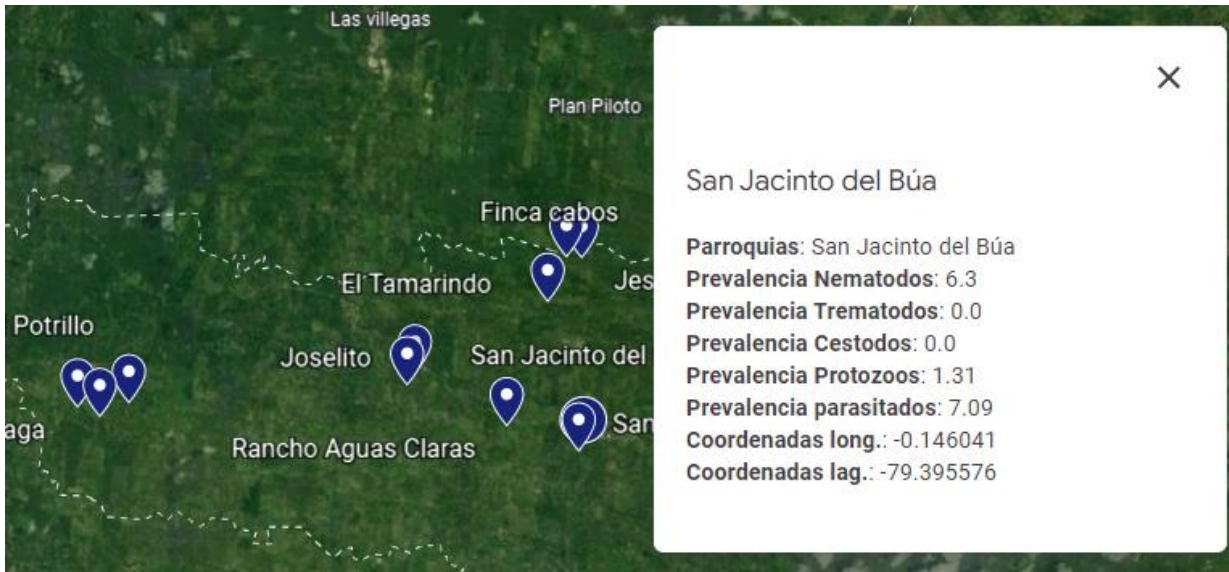 Las villegas
Plan Piloto
Finca cabos
El Tamarindo
Jes
Potrillo
Joselito
San Jacinto del
aga
San
Rancho Aguas Claras
San Jacinto del Búa
Parroquias: San Jacinto del Búa
Prevalencia Nematodos: 6.3
Prevalencia Trematodos: 0.0
Prevalencia Cestodos: 0.0
Prevalencia Protozoos: 1.31
Prevalencia parasitados: 7.09
Coordenadas long.: -0.146041
Coordenadas lag.: -79.395576